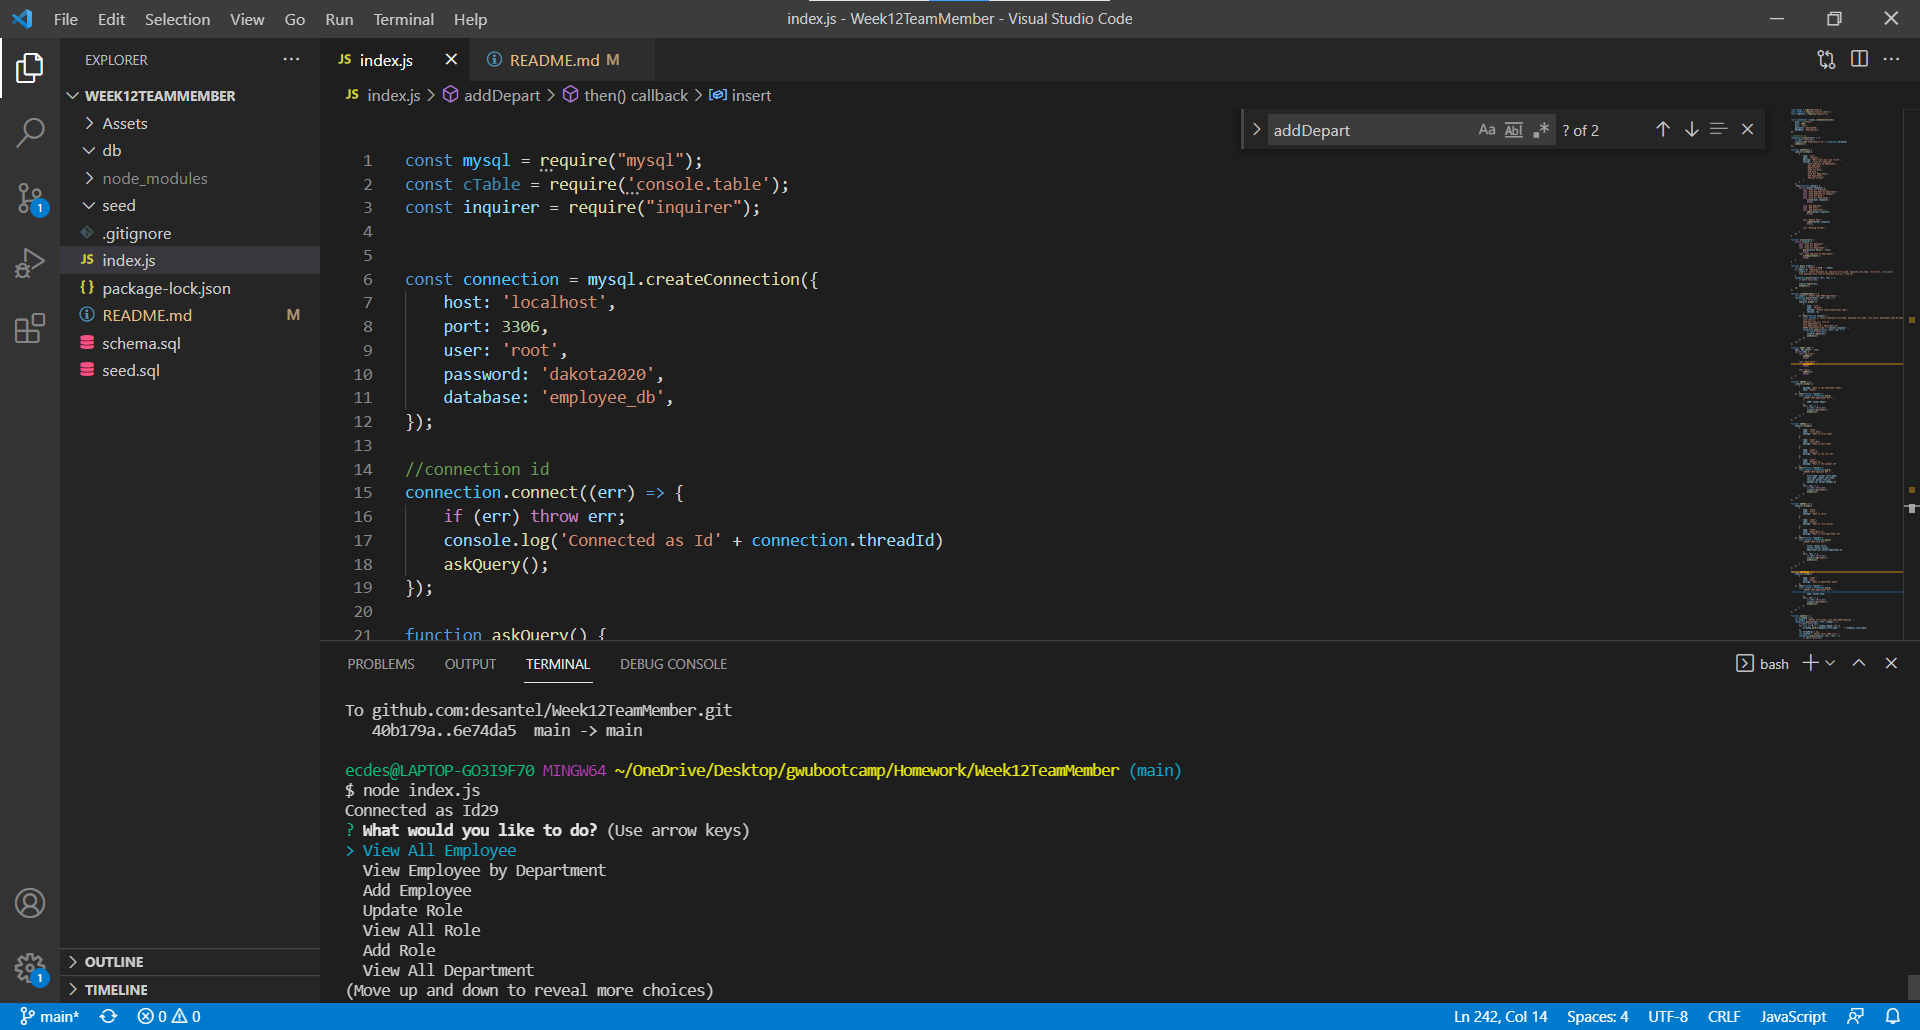 File Edit Selection View Go Run Terminal Help
index.js - Week12TeamMember - Visual Studio Code
EXPLORER
WEEK12TEAMMEMBER
Assets
db
node_modules
seed
.gitignore
JS index.js
{} package-lock.json
README.md M
schema.sql
seed.sql
OUTLINE
TIMELINE
1
1
JS index.js
README.md M
JS index.js > addDepart > then() callback > insert
addDepart Aa Abl .* ? of 2
1 const mysql = require("mysql");
2 const cTable = require('console.table');
3 const inquirer = require("inquirer");
4
5
6 const connection = mysql.createConnection({
7 host: 'localhost',
8 port: 3306,
9 user: 'root',
10 password: 'dakota2020',
11 database: 'employee_db',
12 });
13
14 //connection id
15 connection.connect((err) => {
16 if (err) throw err;
17 console.log('Connected as Id' + connection.threadId)
18 askQuery();
19 });
20
21 function askQuery() {
PROBLEMS OUTPUT TERMINAL DEBUG CONSOLE
bash
To github.com:desantel/Week12TeamMember.git
40b179a..6e74da5 main -> main
ecdes@LAPTOP-GO3I9F70 MINGW64 ~/OneDrive/Desktop/gwubootcamp/Homework/Week12TeamMember (main)
$ node index.js
Connected as Id29
? What would you like to do? (Use arrow keys)
> View All Employee
View Employee by Department
Add Employee
Update Role
View All Role
Add Role
View All Department
(Move up and down to reveal more choices)
main* 0 0
Ln 242, Col 14 Spaces: 4 UTF-8 CRLF JavaScript